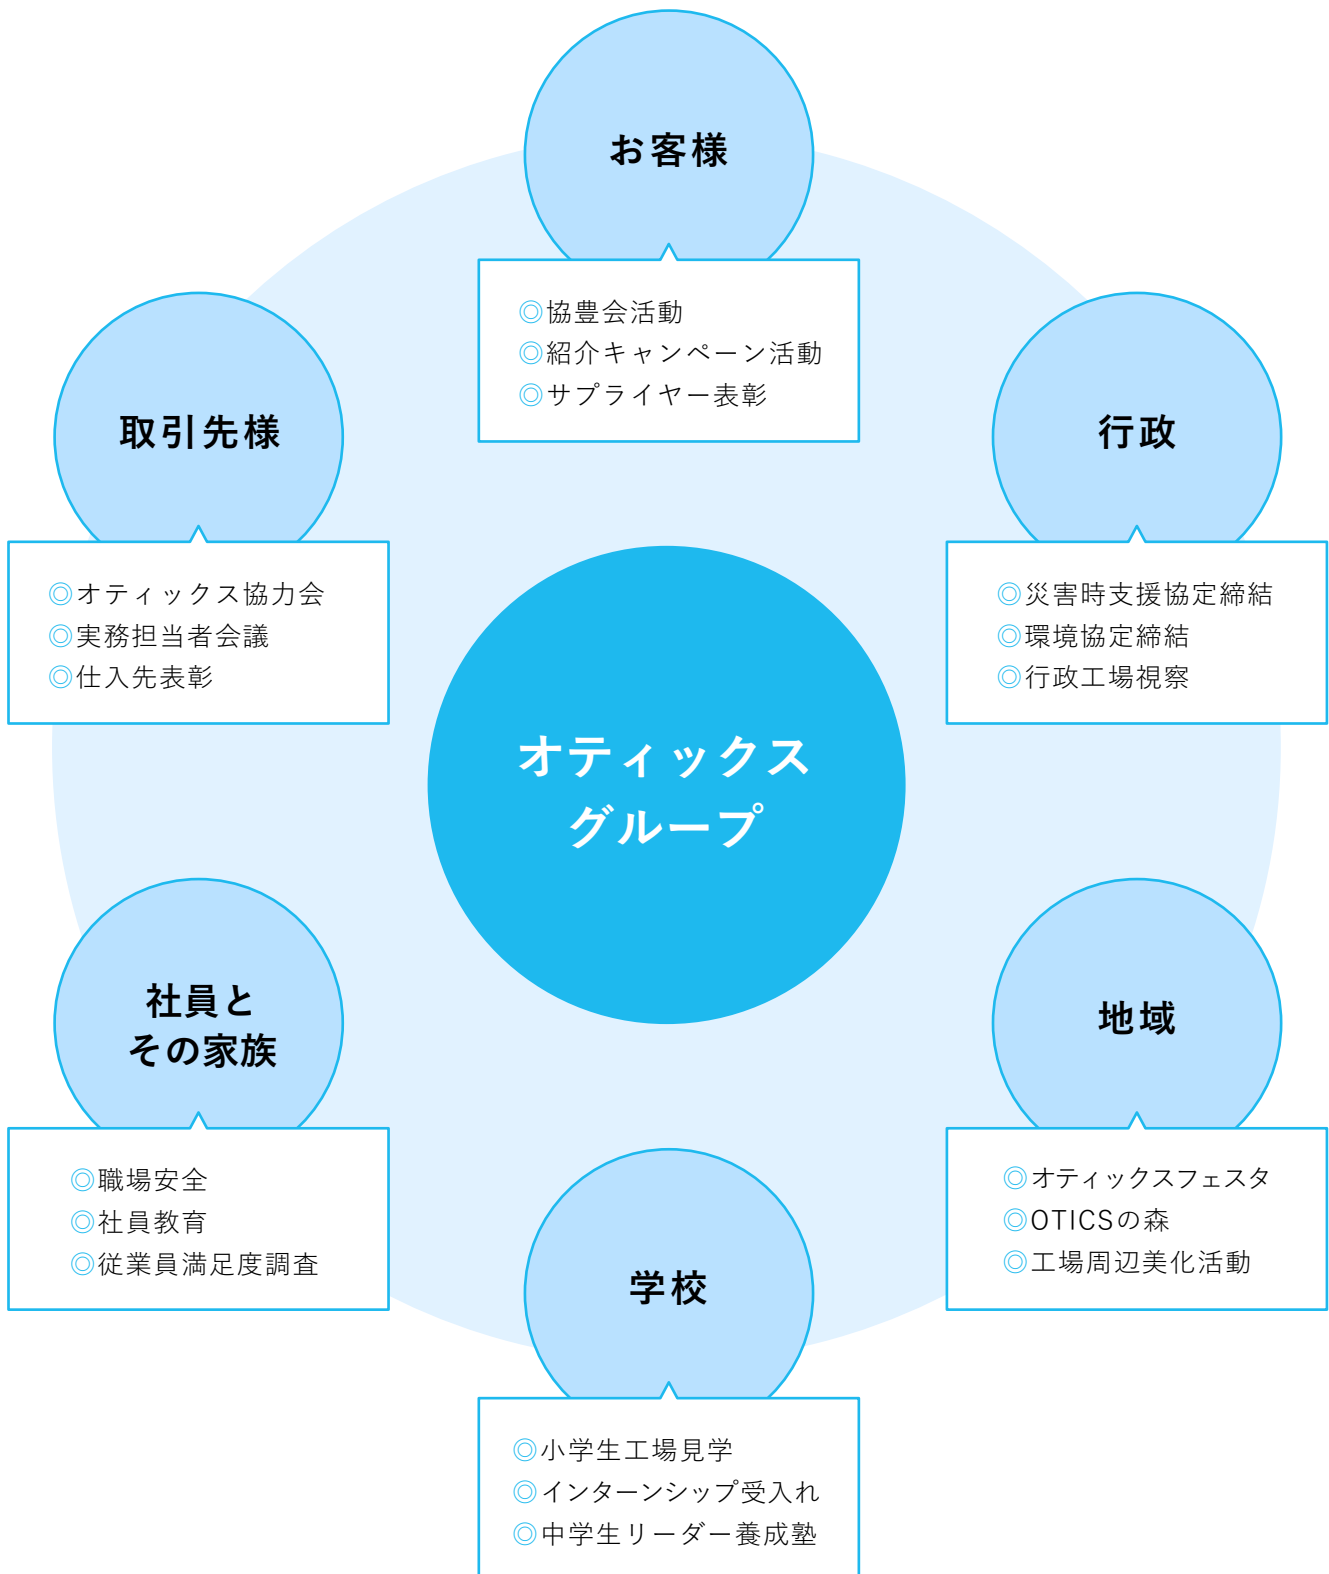 お客様
◎協豊会活動
◎紹介キャンペーン活動
◎サプライヤー表彰
取引先様
◎オティックス協力会
◎実務担当者会議
◎仕入先表彰
行政
◎災害時支援協定締結
◎環境協定締結
◎行政工場視察
オティックス
グループ
社員と
その家族
◎職場安全
◎社員教育
◎従業員満足度調査
地域
◎オティックスフェスタ
◎OTICSの森
◎工場周辺美化活動
学校
◎小学生工場見学
◎インターンシップ受入れ
◎中学生リーダー養成塾